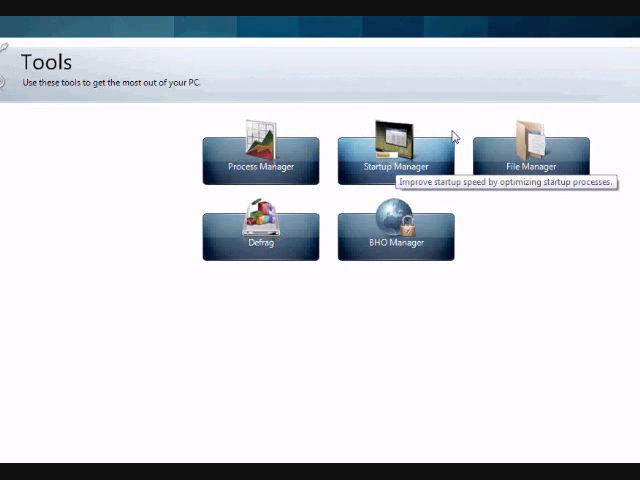 Tools
Use these tools to get the most out of your PC.
Process Manager
Startup Manager
File Manager
Improve startup speed by optimizing startup processes.
Defrag
BHO Manager